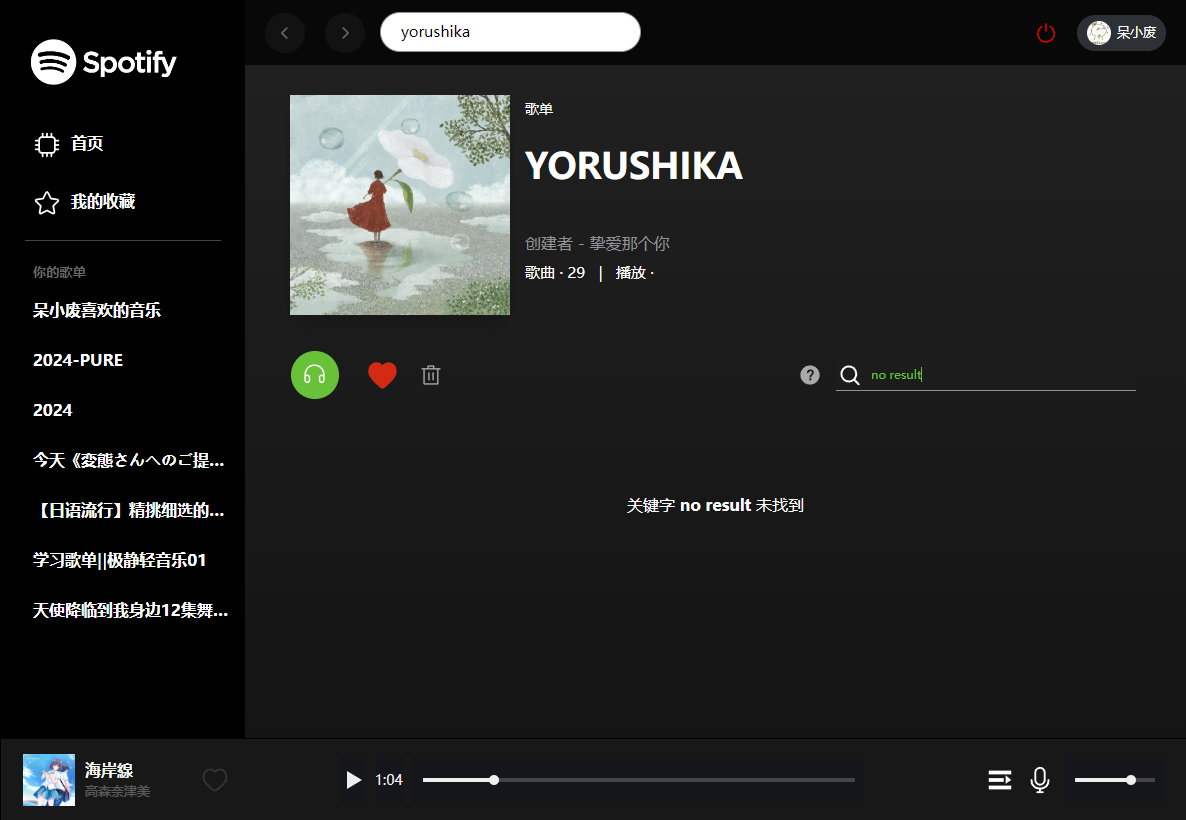 Spotify
首页
我的收藏
你的歌单
呆小废喜欢的音乐
2024-PURE
2024
今天《变態さんへのご提...
【日语流行】精挑细选的...
学习歌单||极静轻音乐01
天使降临到我身边12集舞...
yorushika
呆小废
歌单
YORUSHIKA
创建者 - 挚爱那个你
歌曲 · 29 | 播放 ·
?
no result
关键字 no result 未找到
海岸線
高森奈津美
1:04